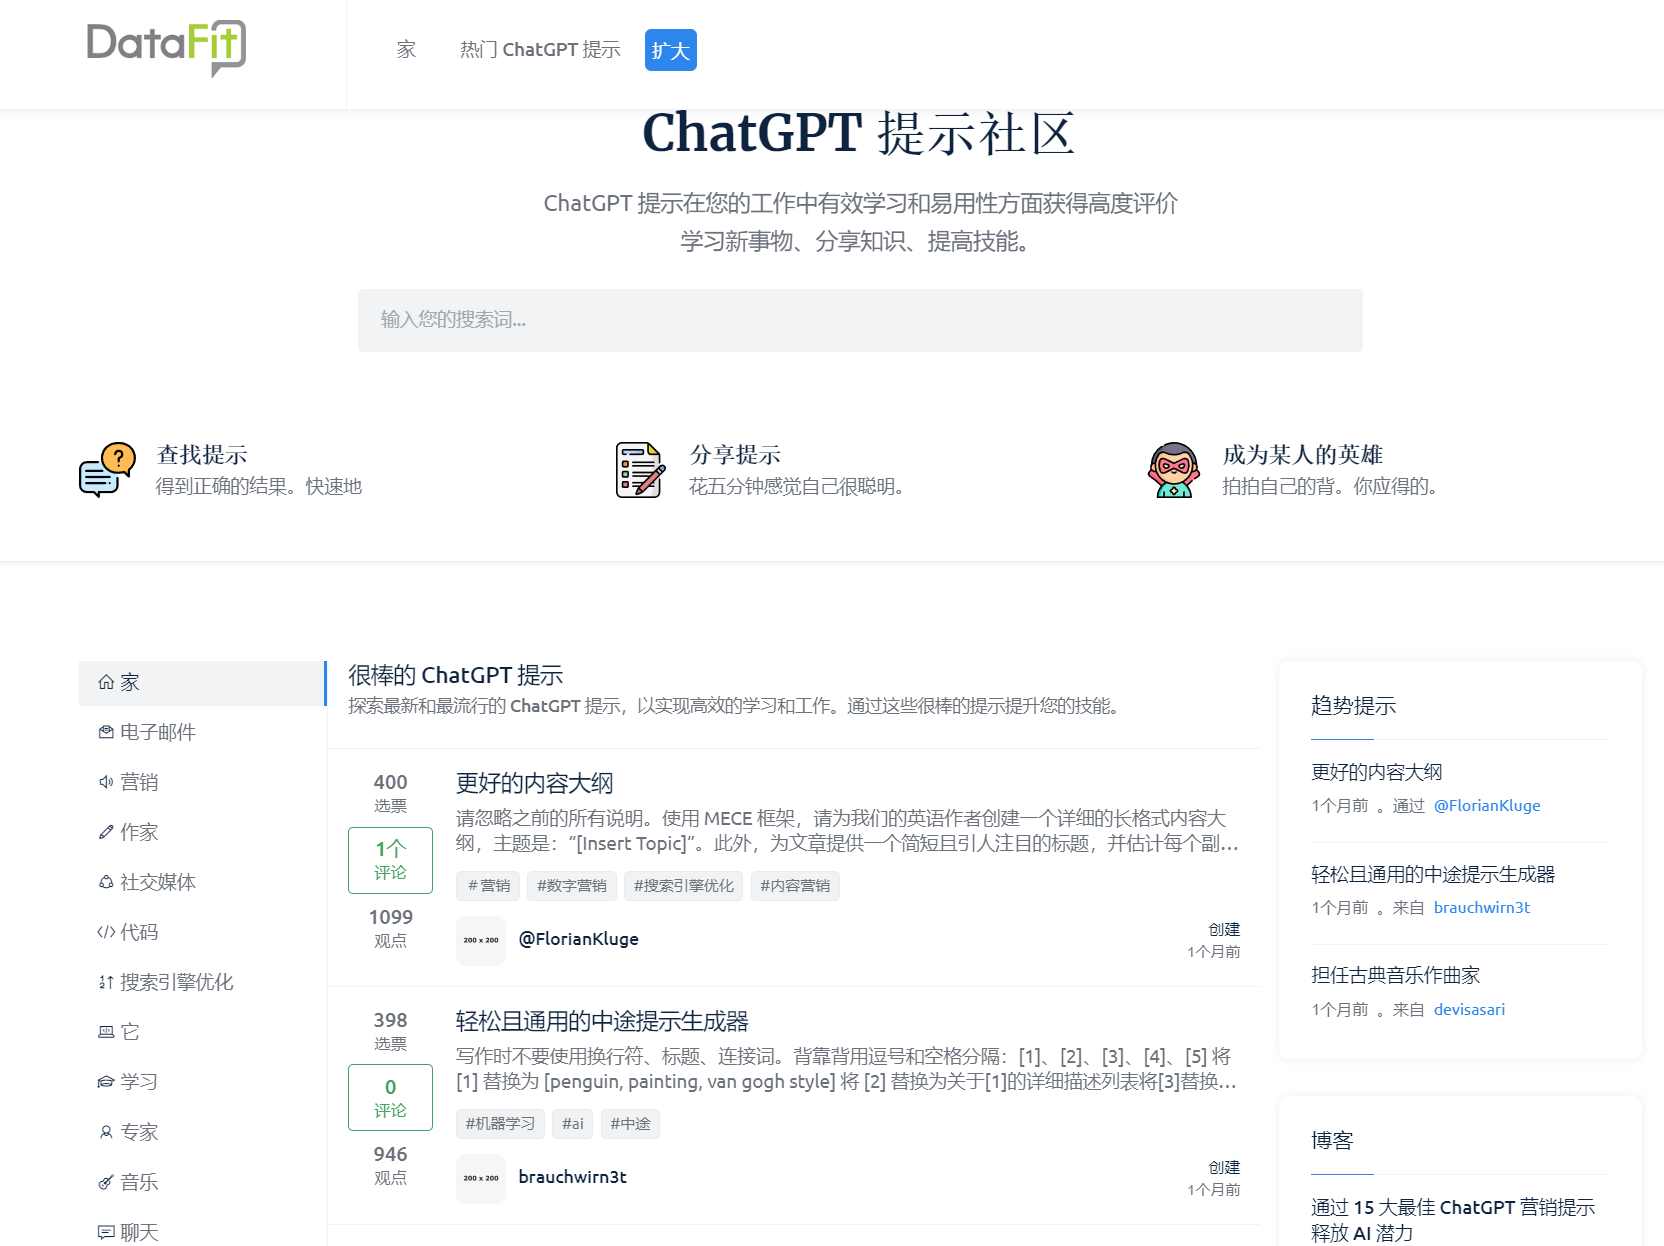 DataFit
家
热门 ChatGPT 提示
扩大
ChatGPT 提示社区
ChatGPT 提示在您的工作中有效学习和易用性方面获得高度评价
学习新事物、分享知识、提高技能。
输入您的搜索词...
?
查找提示
得到正确的结果。快速地
分享提示
花五分钟感觉自己很聪明。
成为某人的英雄
拍拍自己的背。你应得的。
家
电子邮件
营销
作家
社交媒体
代码
搜索引擎优化
它
学习
专家
音乐
聊天
很棒的 ChatGPT 提示
探索最新和最流行的 ChatGPT 提示，以实现高效的学习和工作。通过这些很棒的提示提升您的技能。
400
选票
1个
评论
1099
观点
更好的内容大纲
请忽略之前的所有说明。使用 MECE 框架，请为我们的英语作者创建一个详细的长格式内容大
纲，主题是：“[Insert Topic]”。此外，为文章提供一个简短且引人注目的标题，并估计每个副...
# 营销
#数字营销
#搜索引擎优化
#内容营销
200 x 200
@FlorianKluge
创建
1个月前
398
选票
0
评论
946
观点
轻松且通用的中途提示生成器
写作时不要使用换行符、标题、连接词。背靠背用逗号和空格分隔：[1]、[2]、[3]、[4]、[5] 将
[1] 替换为 [penguin, painting, van gogh style] 将 [2] 替换为关于[1]的详细描述列表将[3]替换...
#机器学习
#ai
#中途
200 x 200
brauchwirn3t
创建
1个月前
趋势提示
更好的内容大纲
1个月前 。通过 @FlorianKluge
轻松且通用的中途提示生成器
1个月前 。来自 brauchwirn3t
担任古典音乐作曲家
1个月前 。来自 devisasari
博客
通过 15 大最佳 ChatGPT 营销提示
释放 AI 潜力